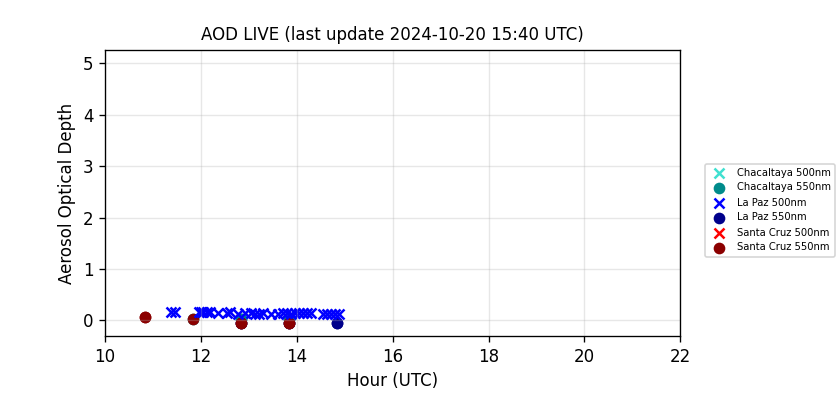 AOD LIVE (last update 2024-10-20 15:40 UTC)
5
4
3
2
1
0
Aerosol Optical Depth
10 12 14 16 18 20 22
Hour (UTC)
Chacaltaya 500nm
Chacaltaya 550nm
La Paz 500nm
La Paz 550nm
Santa Cruz 500nm
Santa Cruz 550nm